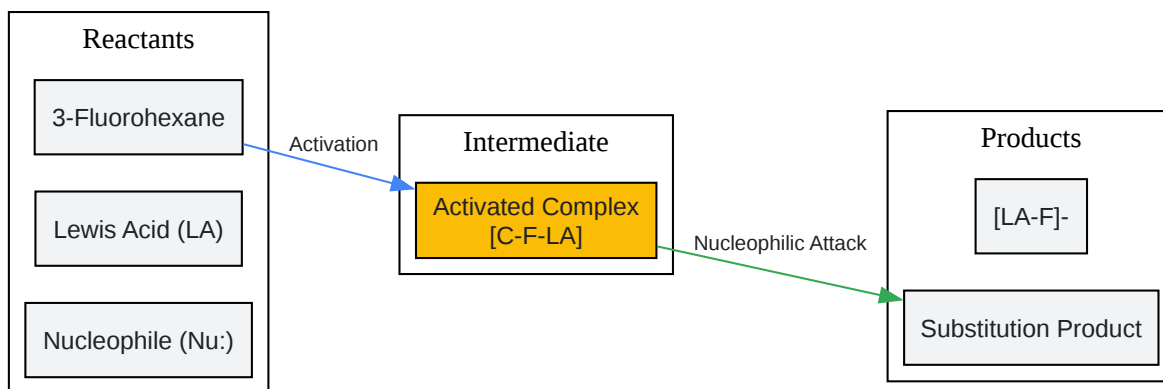 Reactants
3-Fluorohexane
Lewis Acid (LA)
Nucleophile (Nu:)
Activation
Intermediate
Activated Complex
[C-F-LA]
Nucleophilic Attack
Products
[LA-F]-
Substitution Product